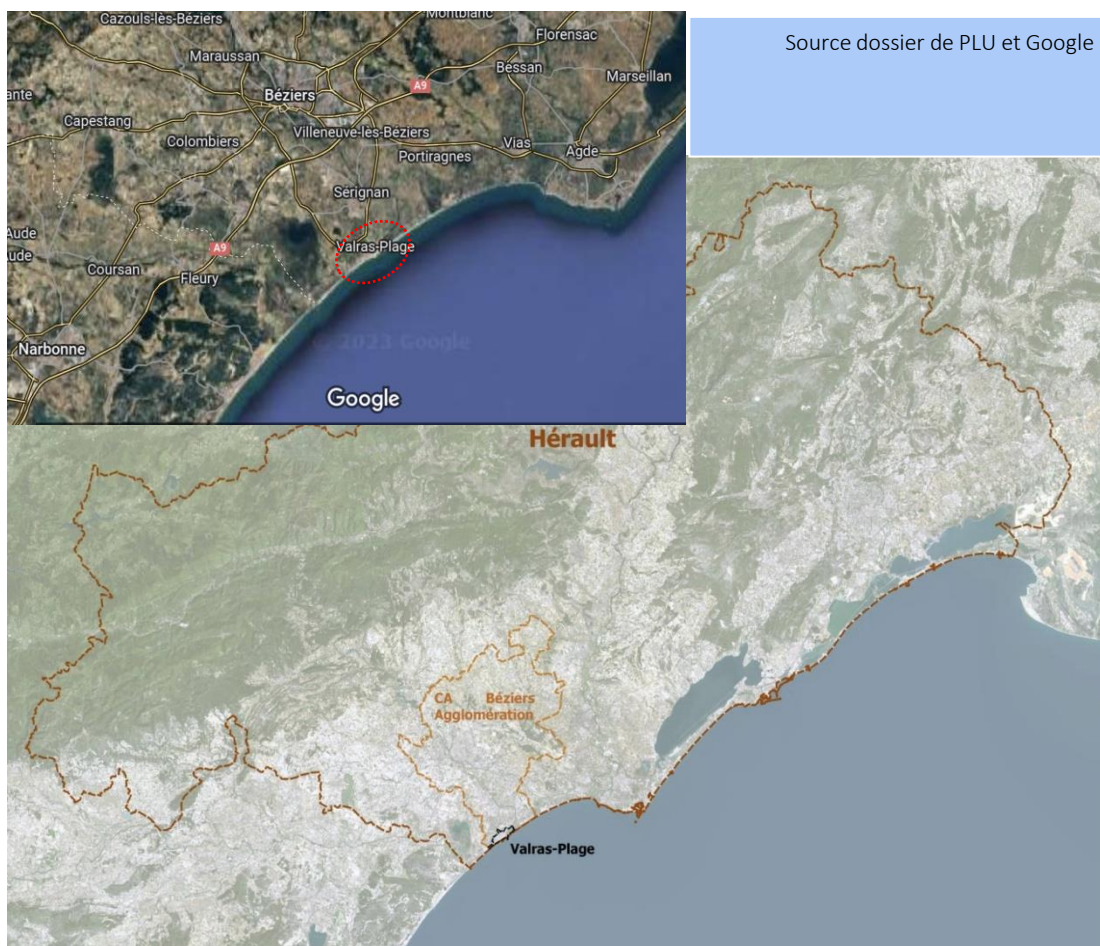 Cazouls-lès-Béziers
Montblanc
Florensac
Maraussan
Bessan
Marseillan
A9
Béziers
Capestang
Villeneuve-lès-Béziers
Colombiers
Vias
Agde
Portiragnes
Sérignan
Aude
Valras-Plage
A9
Aude
Coursan
Fleury
© 2023 Google
Narbonne
Google
Source dossier de PLU et Google
Hérault
CA Béziers
Agglomération
Valras-Plage